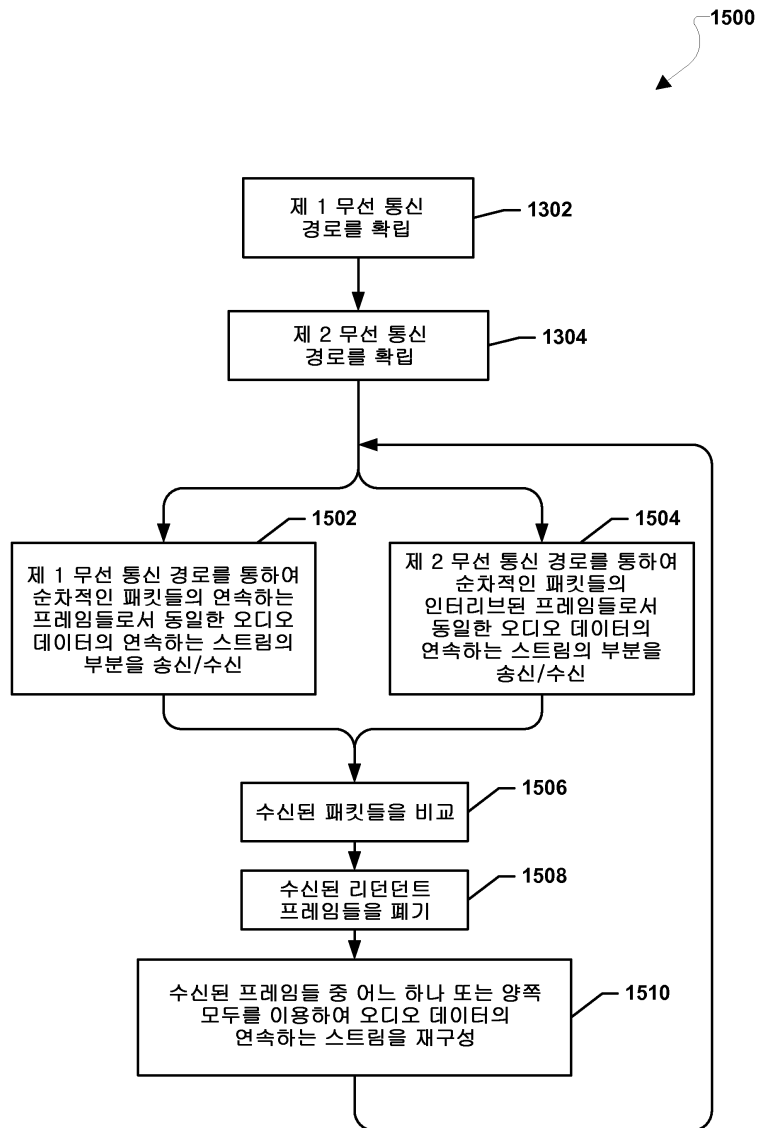 1500
제 1 무선 통신
경로를 확립
1302
제 2 무선 통신
경로를 확립
1304
1502
제 1 무선 통신 경로를 통하여
순차적인 패킷들의 연속하는
프레임들로서 동일한 오디오
데이터의 연속하는 스트림의
부분을 송신/수신
1504
제 2 무선 통신 경로를 통하여
순차적인 패킷들의
인터리브된 프레임들로서
동일한 오디오 데이터의
연속하는 스트림의 부분을
송신/수신
수신된 패킷들을 비교
1506
수신된 리던던트
프레임들을 폐기
1508
수신된 프레임들 중 어느 하나 또는 양쪽
모두를 이용하여 오디오 데이터의
연속하는 스트림을 재구성
1510